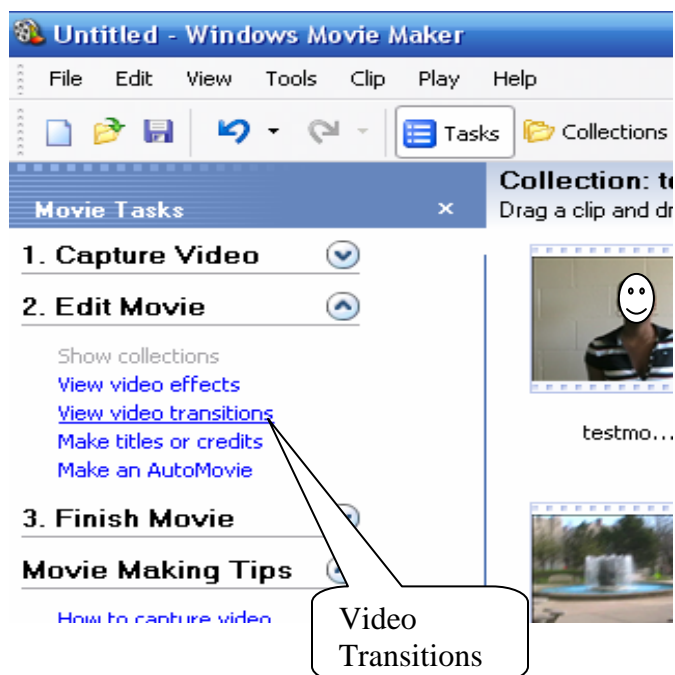 Untitled - Windows Movie Maker
File Edit View Tools Clip Play Help
Tasks Collections
Movie Tasks
Collection: t
Drag a clip and dr
1. Capture Video
2. Edit Movie
Show collections
View video effects
View video transitions
Make titles or credits
Make an AutoMovie
testmo...
3. Finish Movie
Movie Making Tips
How to capture video
Video
Transitions